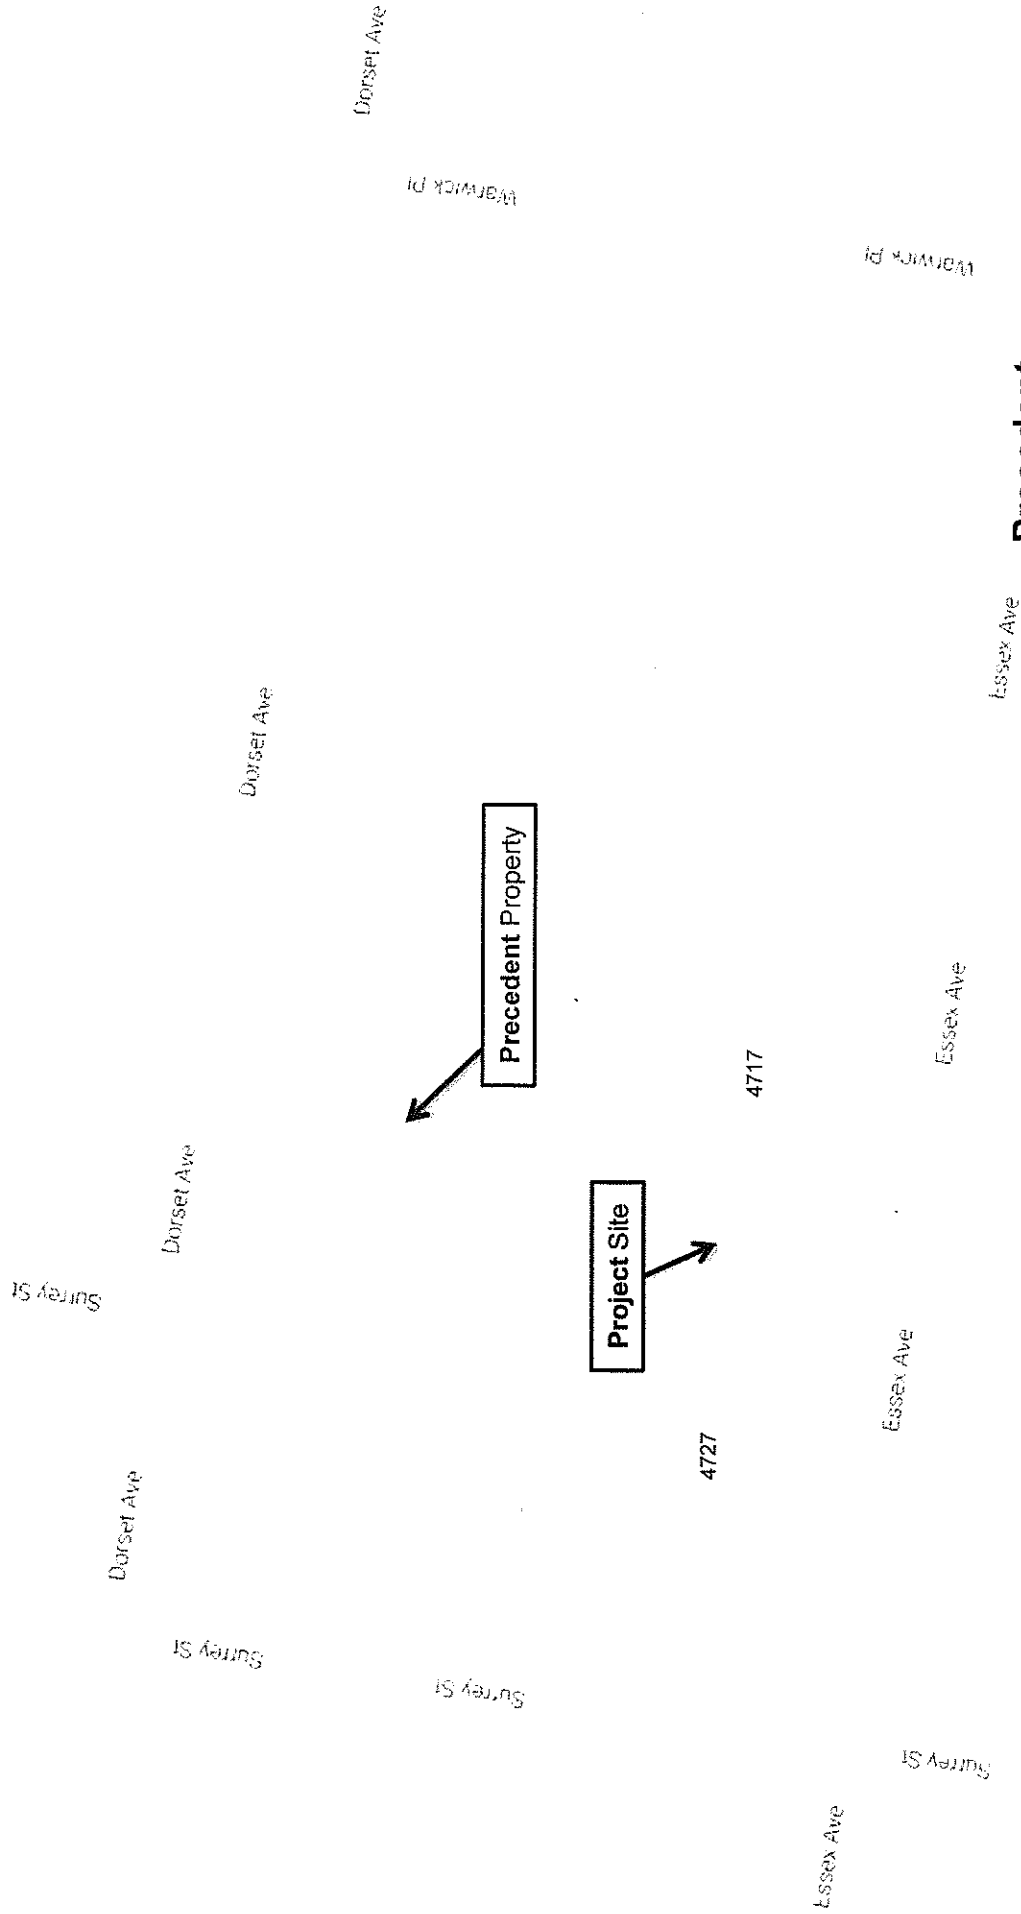 Dorset Ave
Warwick Pl
Warwick Pl
Dorset Ave
Dorset Ave
Surrey St
Dorset Ave
Surrey St
Surrey St
Surrey St
Precedent Property
Project Site
4717
4727
Essex Ave
Essex Ave
Essex Ave
Essex Ave